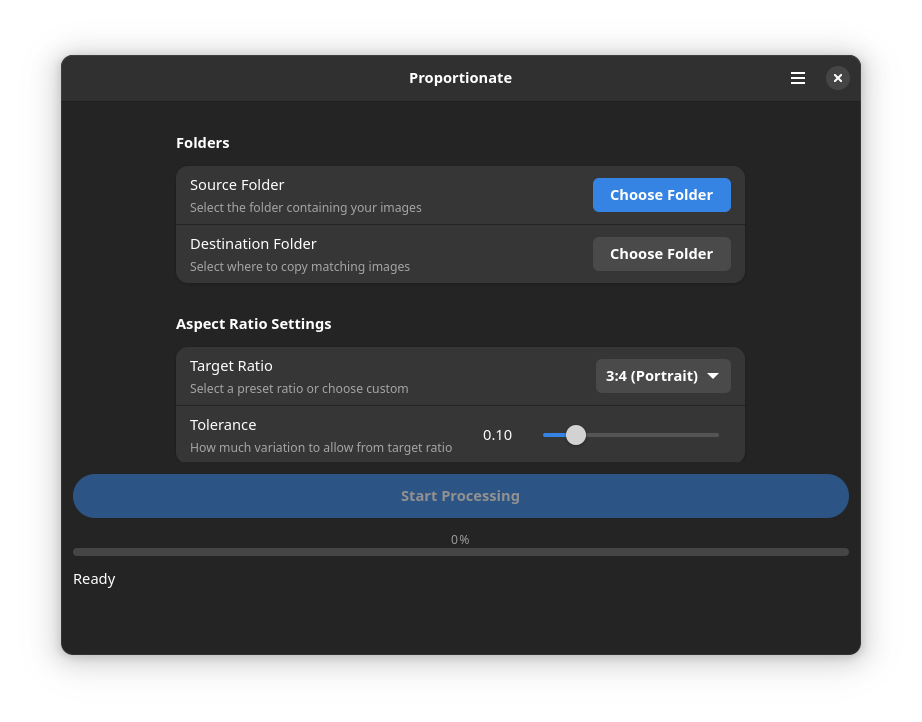 Proportionate
Folders
Source Folder
Select the folder containing your images
Choose Folder
Destination Folder
Select where to copy matching images
Choose Folder
Aspect Ratio Settings
Target Ratio
Select a preset ratio or choose custom
3:4 (Portrait)
Tolerance
How much variation to allow from target ratio
0.10
Start Processing
0%
Ready